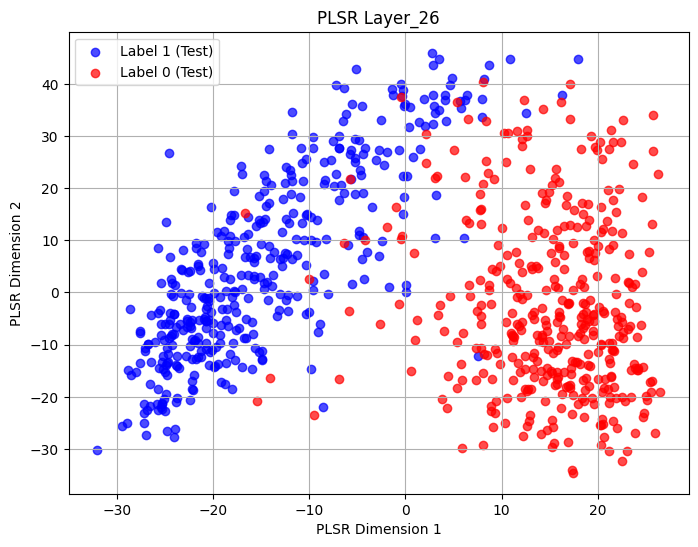 PLSR Layer_26
Label 1 (Test)
Label 0 (Test)
PLSR Dimension 2
40
30
20
10
0
−10
−20
−30
−30
−20
−10
0
10
20
PLSR Dimension 1